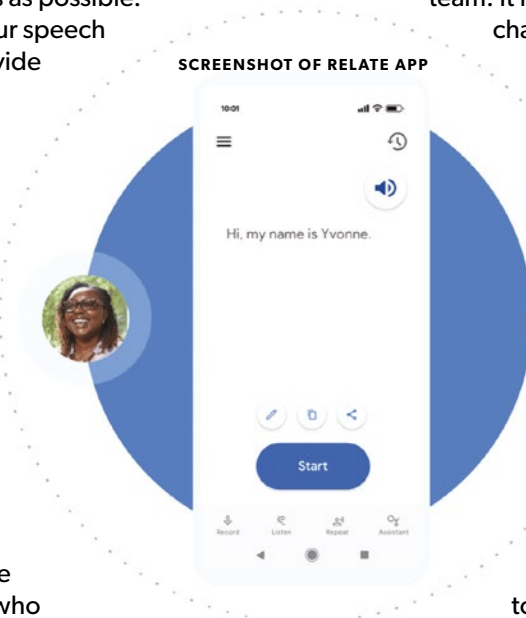 s as possible.
team. It
ur speech
cha
vide
SCREENSHOT OF RELATE APP
10:01
Hi, my name is Yvonne.
Start
Record Listen Repeat Assistant
e
who
to